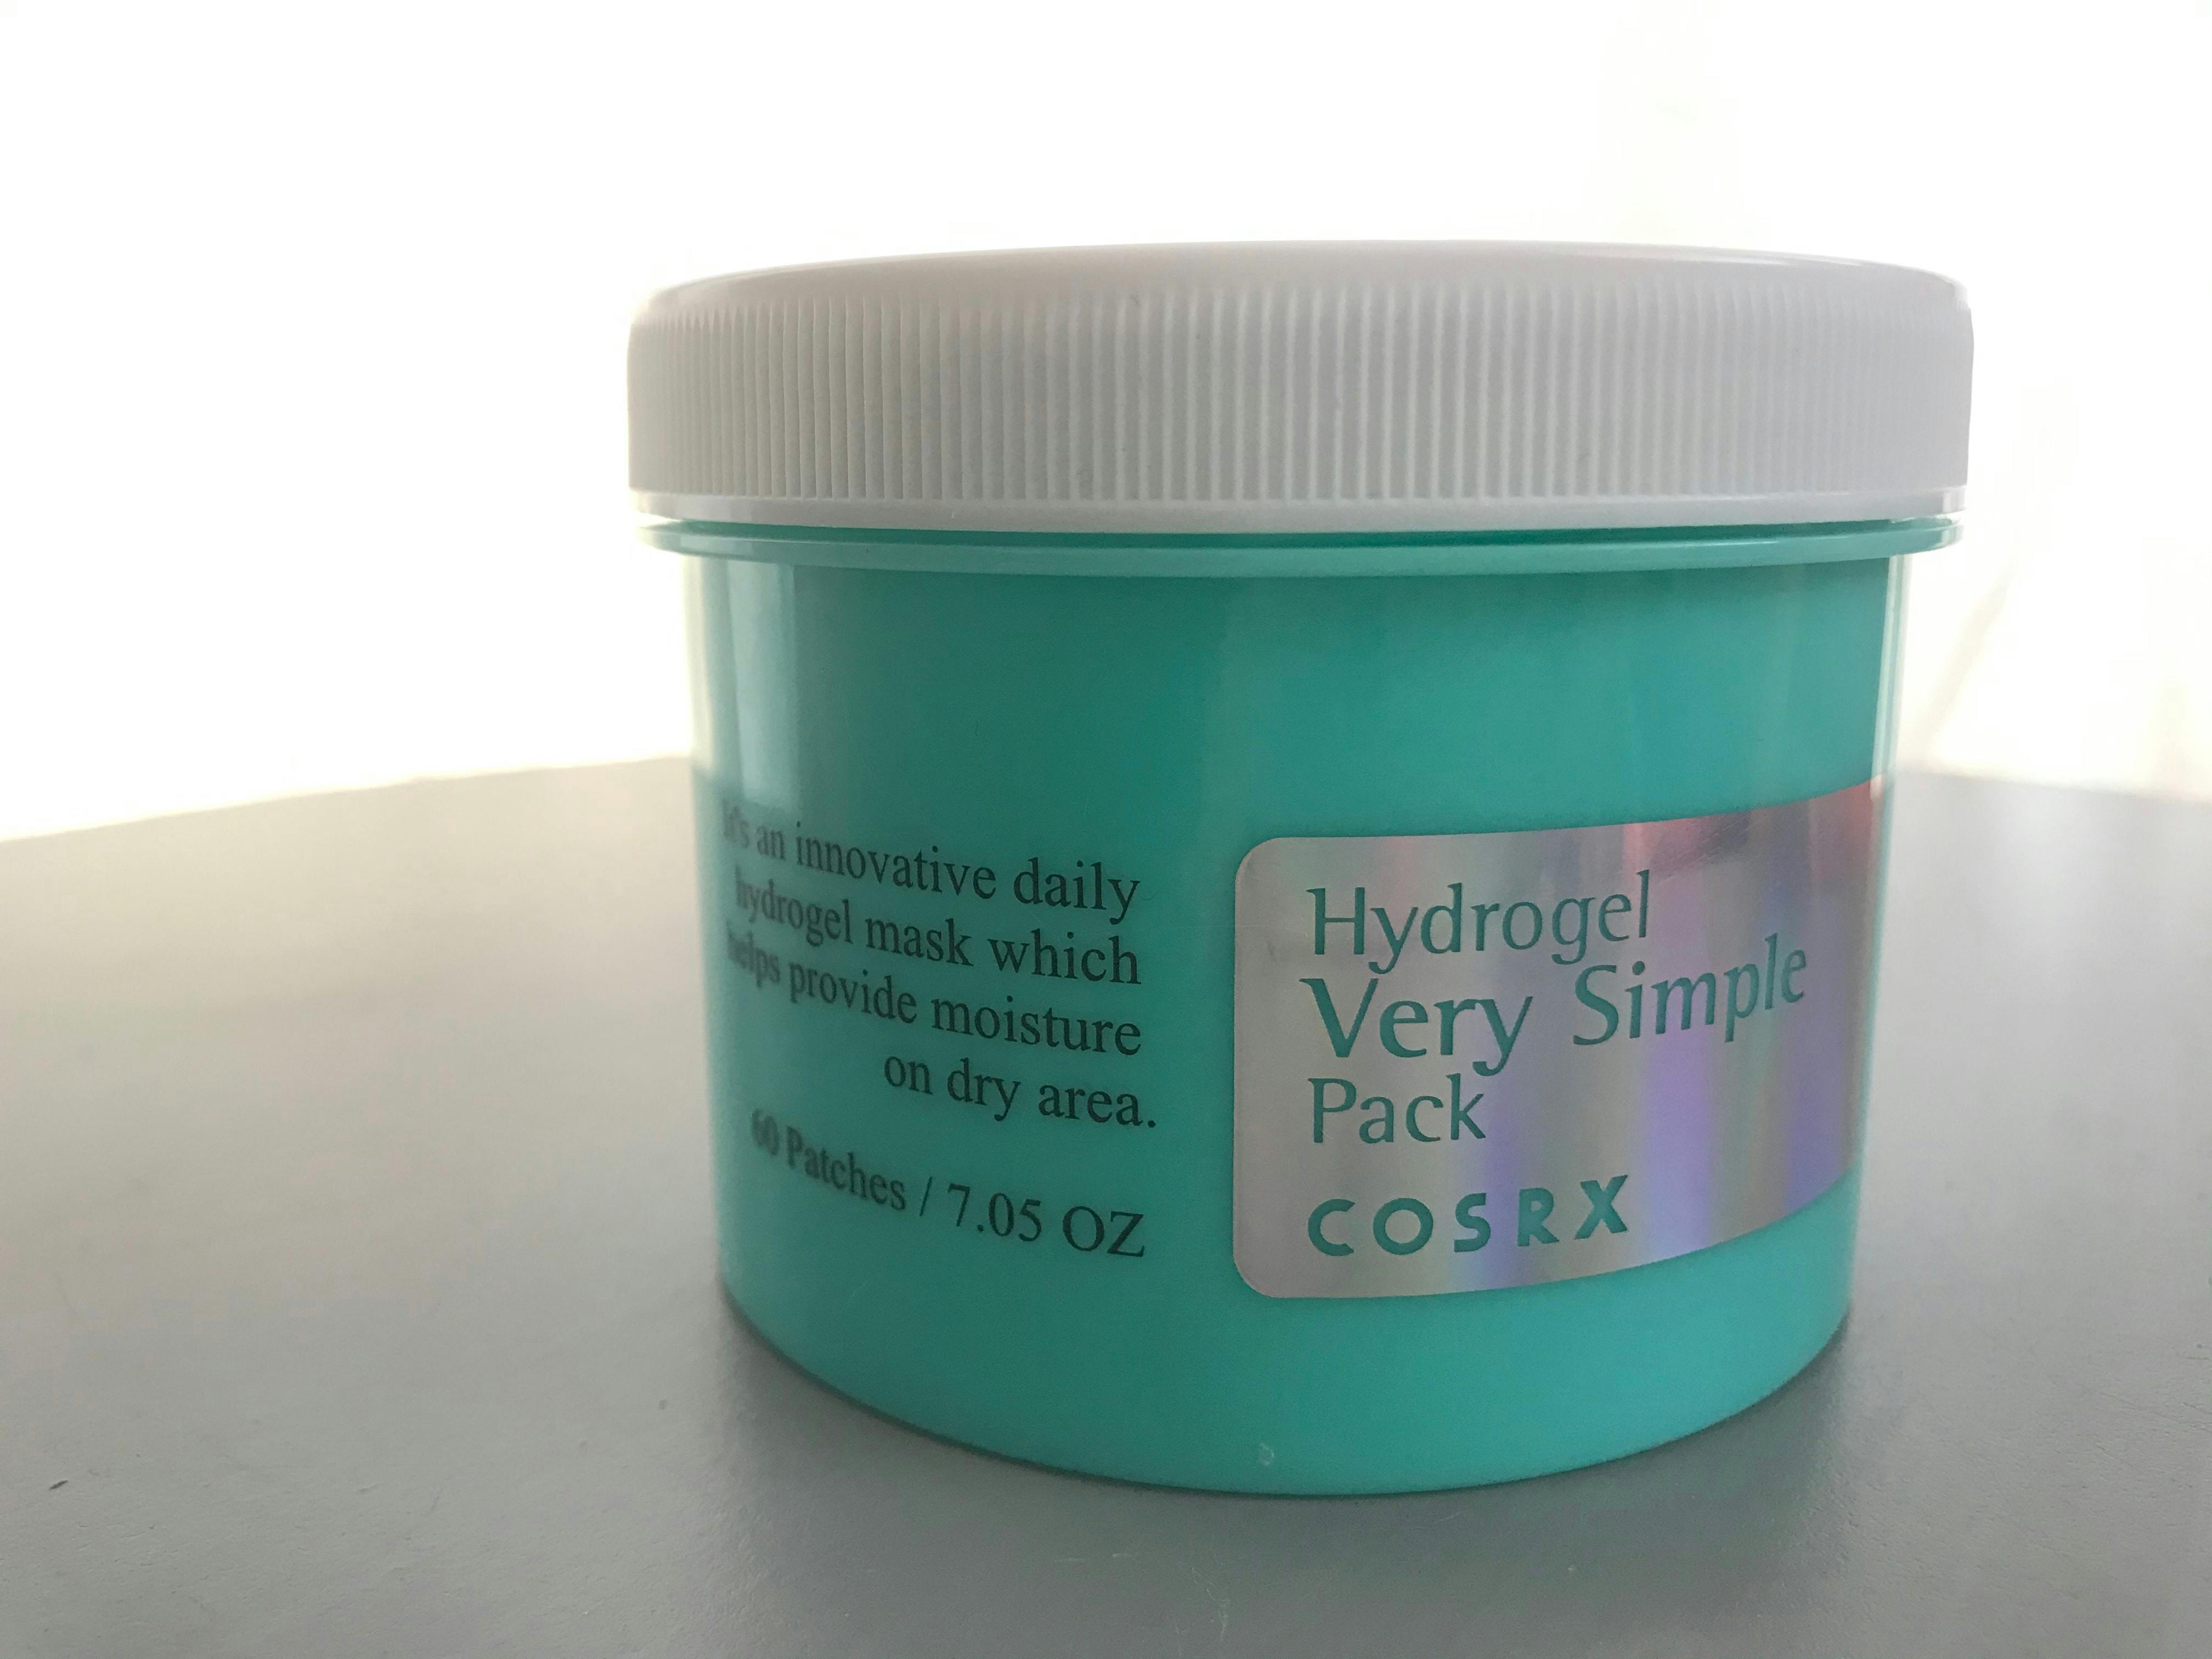 It's an innovative daily
hydrogel mask which
helps provide moisture
on dry area.
60 Patches / 7.05 OZ
Hydrogel
Very Simple
Pack
COSRX